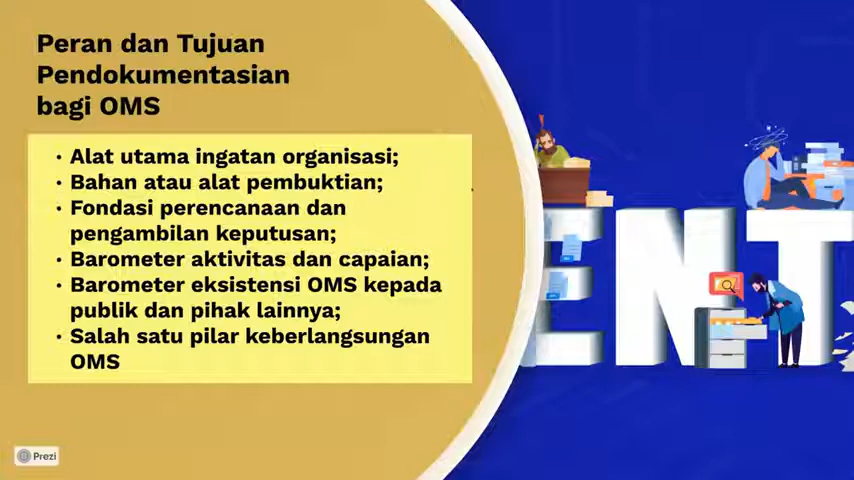 Peran dan Tujuan
Pendokumentasian
bagi OMS
• Alat utama ingatan organisasi;
• Bahan atau alat pembuktian;
• Fondasi perencanaan dan
pengambilan keputusan;
• Barometer aktivitas dan capaian;
• Barometer eksistensi OMS kepada
publik dan pihak lainnya;
• Salah satu pilar keberlangsungan
OMS
ENT
Prezi